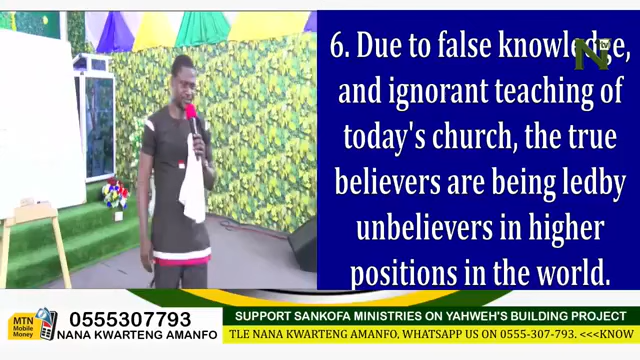 6. Due to false knowledge,
and ignorant teaching of
today's church, the true
believers are being ledby
unbelievers in higher
positions in the world.
N
TV
MTN
Mobile
Money
0555307793
NANA KWARTENG AMANFO
SUPPORT SANKOFA MINISTRIES ON YAHWEH'S BUILDING PROJECT
TLE NANA KWARTENG AMANFO, WHATSAPP US ON 0555-307-793. <<<KNOW